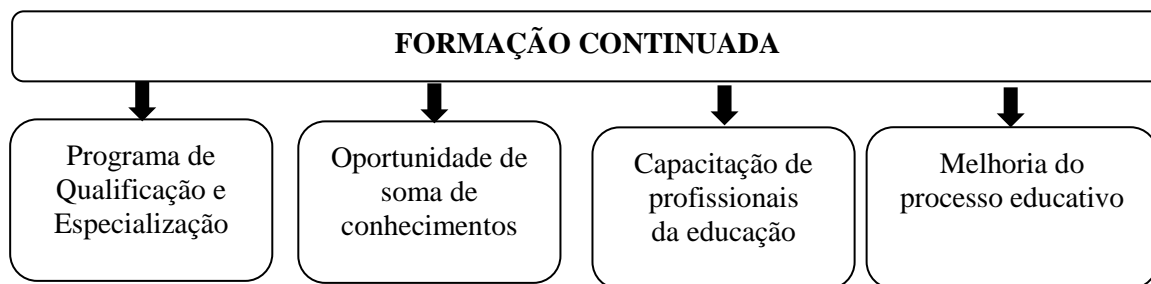 FORMAÇÃO CONTINUADA
Programa de
Qualificação e
Especialização
Oportunidade de
soma de
conhecimentos
Capacitação de
profissionais
da educação
Melhoria do
processo educativo